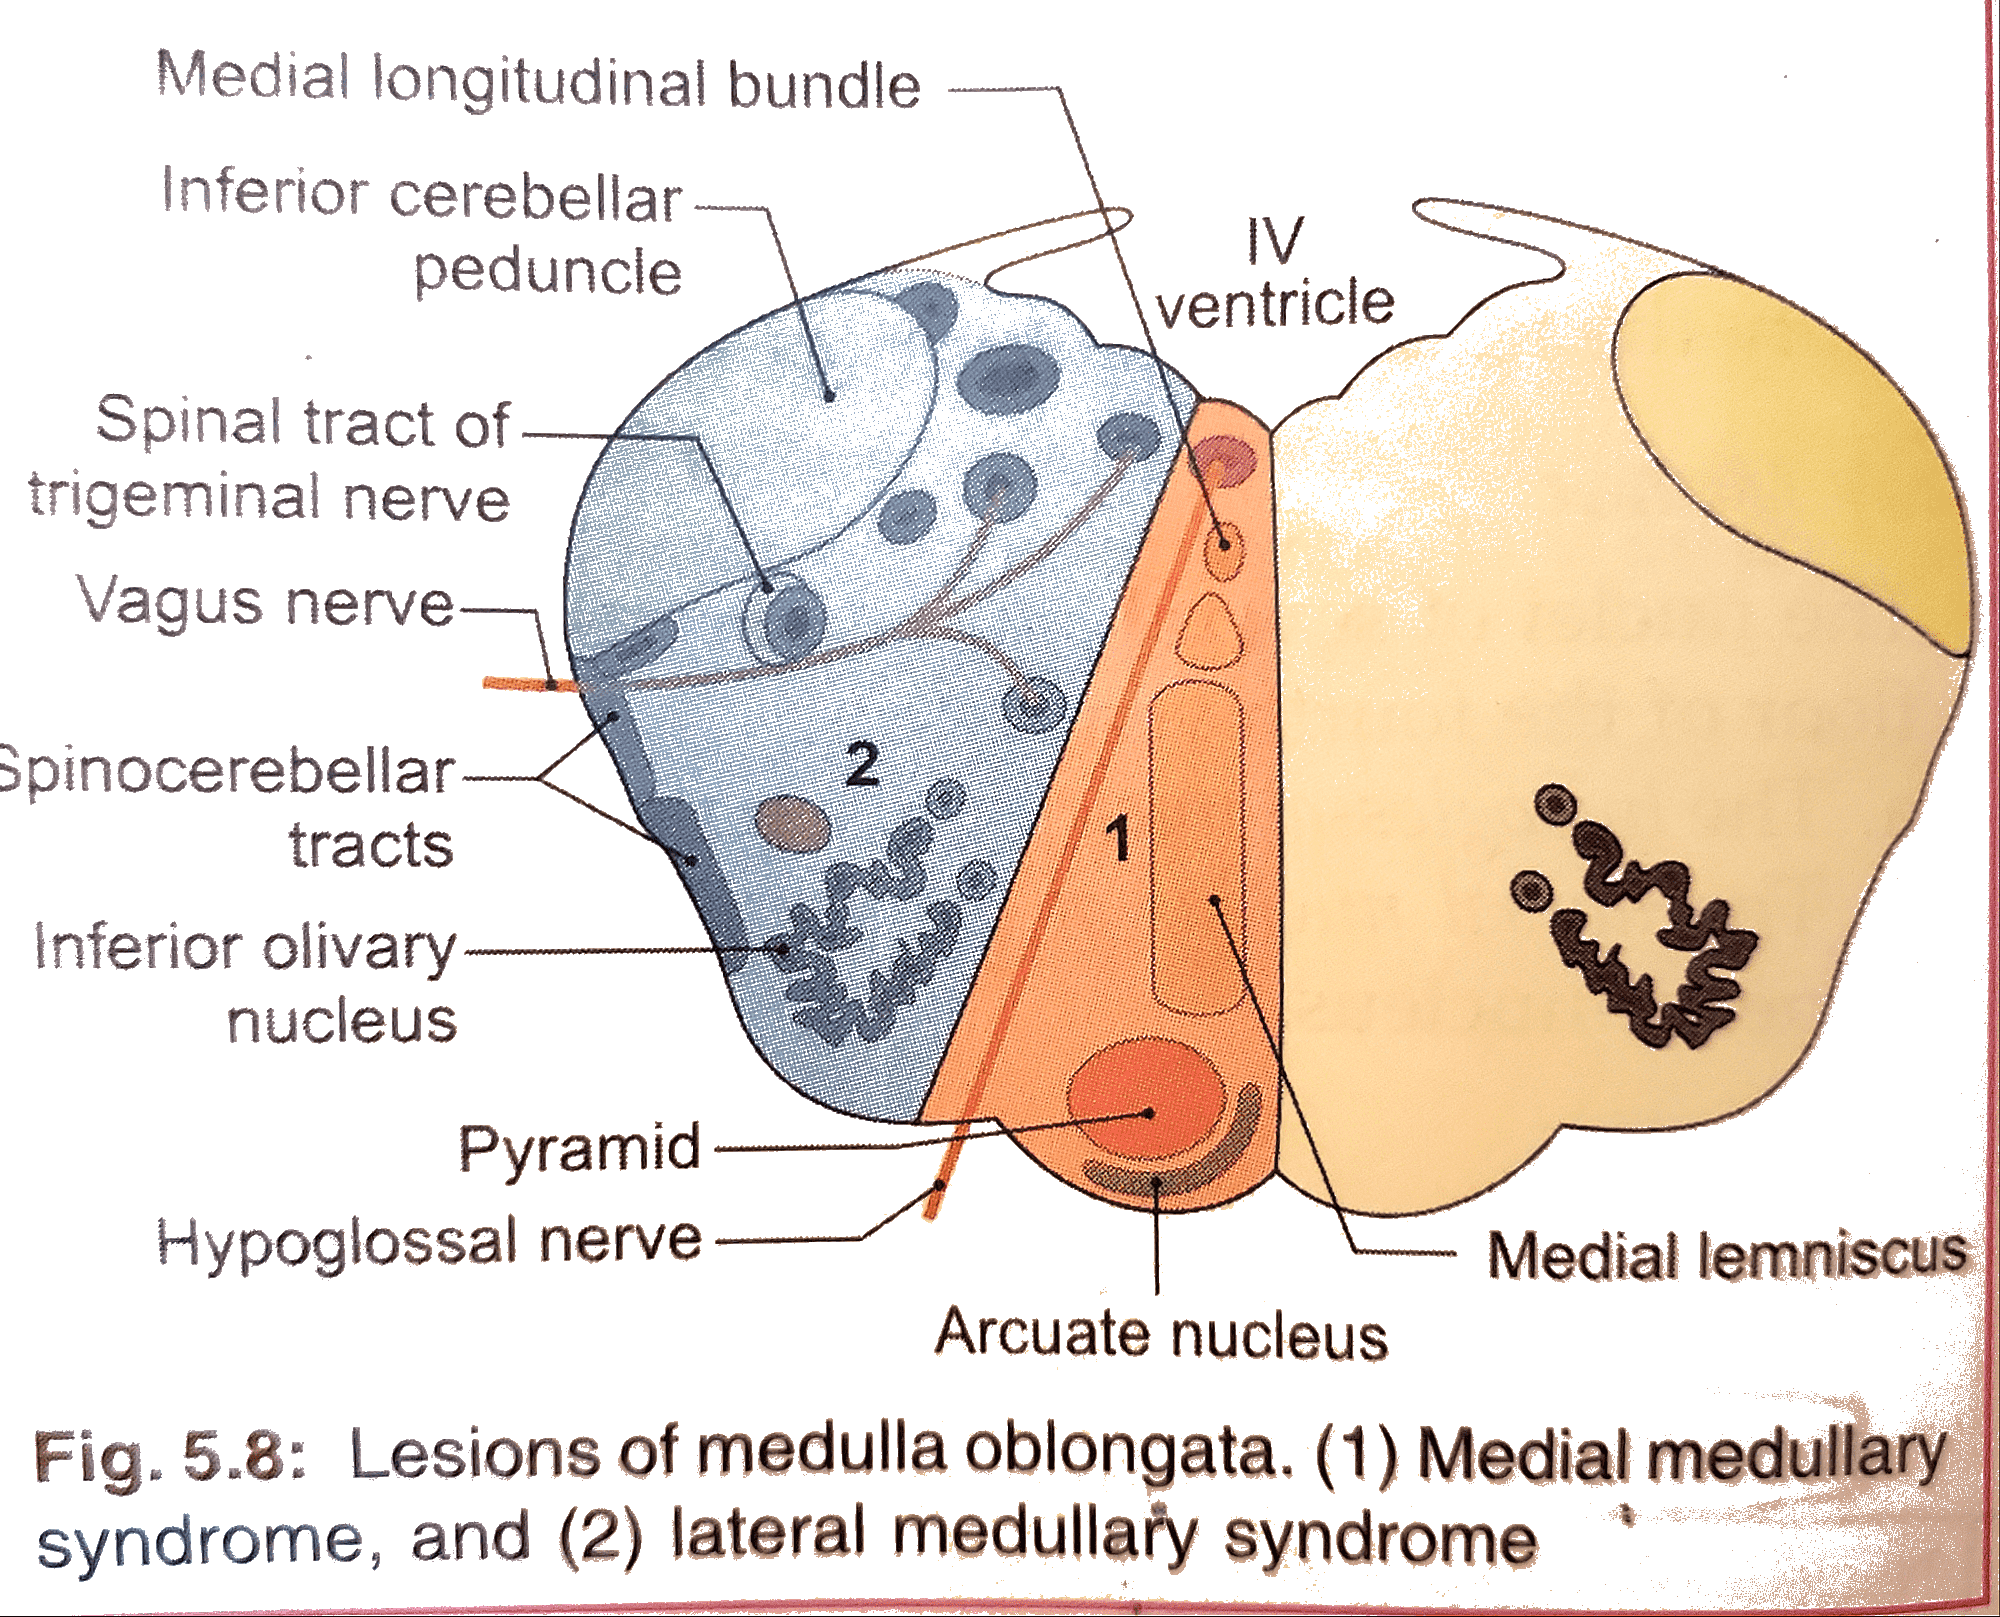 Medial longitudinal bundle
Inferior cerebellar
peduncle
IV
ventricle
Spinal tract of
trigeminal nerve
Vagus nerve
2
Spinocerebellar
tracts
1
Inferior olivary
nucleus
Pyramid
Hypoglossal nerve
Medial lemniscus
Arcuate nucleus
Fig. 5.8: Lesions of medulla oblongata. (1) Medial medullary
syndrome, and (2) lateral medullary syndrome